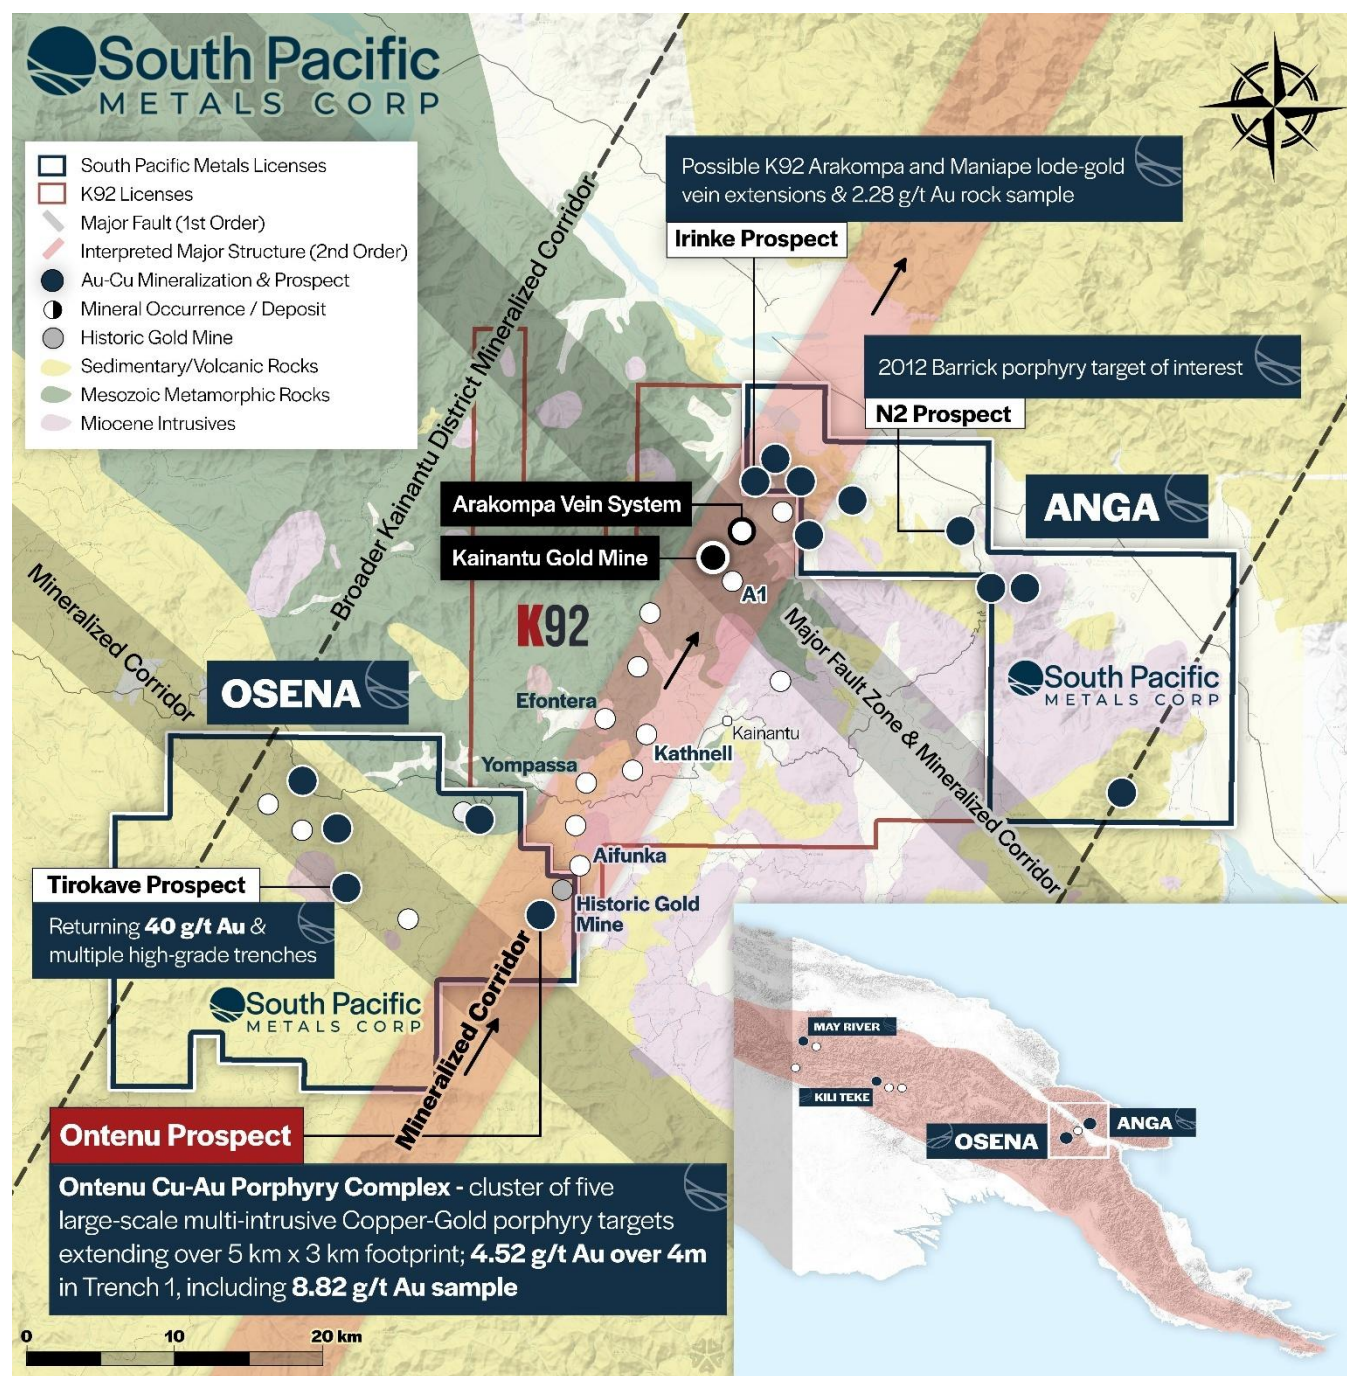 South Pacific
METALS CORP
South Pacific Metals Licenses
K92 Licenses
Major Fault (1st Order)
Interpreted Major Structure (2nd Order)
Au-Cu Mineralization & Prospect
Mineral Occurrence / Deposit
Historic Gold Mine
Sedimentary/Volcanic Rocks
Mesozoic Metamorphic Rocks
Miocene Intrusives
Possible K92 Arakompa and Maniape lode-gold
vein extensions & 2.28 g/t Au rock sample
Irinke Prospect
Broader Kainantu District Mineralized Corridor
2012 Barrick porphyry target of interest
N2 Prospect
Arakompa Vein System
Kainantu Gold Mine
ANGA
A1
K92
Mineralized Corridor
Major Fault Zone & Mineralized Corridor
OSENA
South Pacific
METALS CORP
Efontera
Kainantu
Kathnell
Yompassa
Aifunka
Tirokave Prospect
Returning 40 g/t Au &
multiple high-grade trenches
Historic Gold
Mine
South Pacific
METALS CORP
Mineralized Corridor
Ontenu Prospect
Ontenu Cu-Au Porphyry Complex - cluster of five
large-scale multi-intrusive Copper-Gold porphyry targets
extending over 5 km x 3 km footprint; 4.52 g/t Au over 4m
in Trench 1, including 8.82 g/t Au sample
0 10 20 km
MAY RIVER
KILI TEKE
OSENA
ANGA